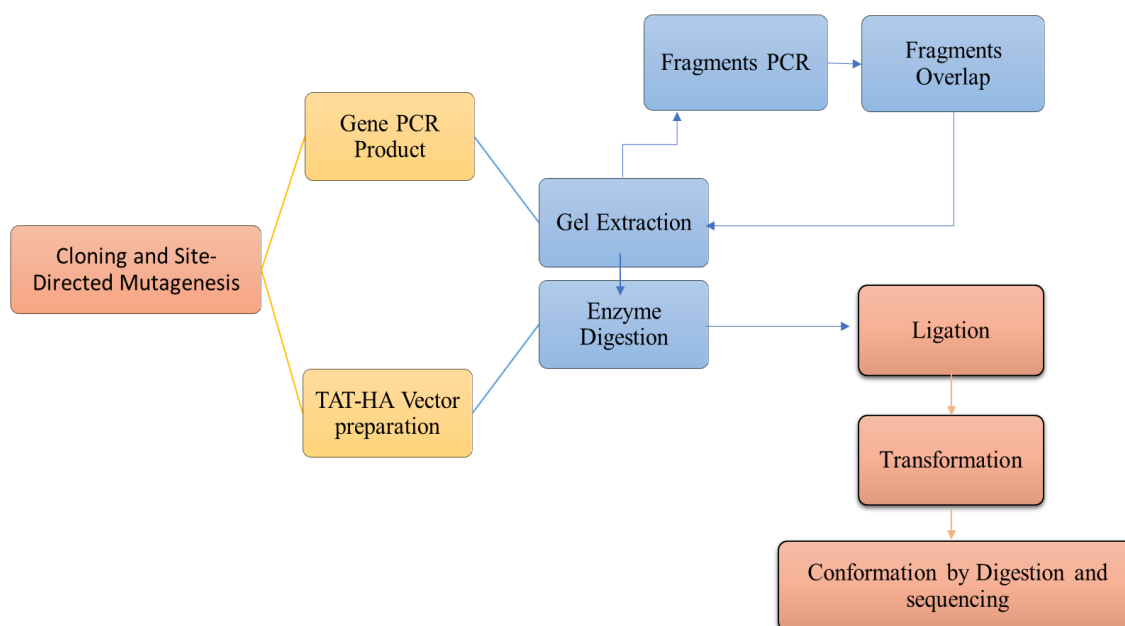 Fragments PCR
Fragments
Overlap
Gene PCR
Product
Gel Extraction
Cloning and Site-
Directed Mutagenesis
Enzyme
Digestion
Ligation
TAT-HA Vector
preparation
Transformation
Conformation by Digestion and
sequencing